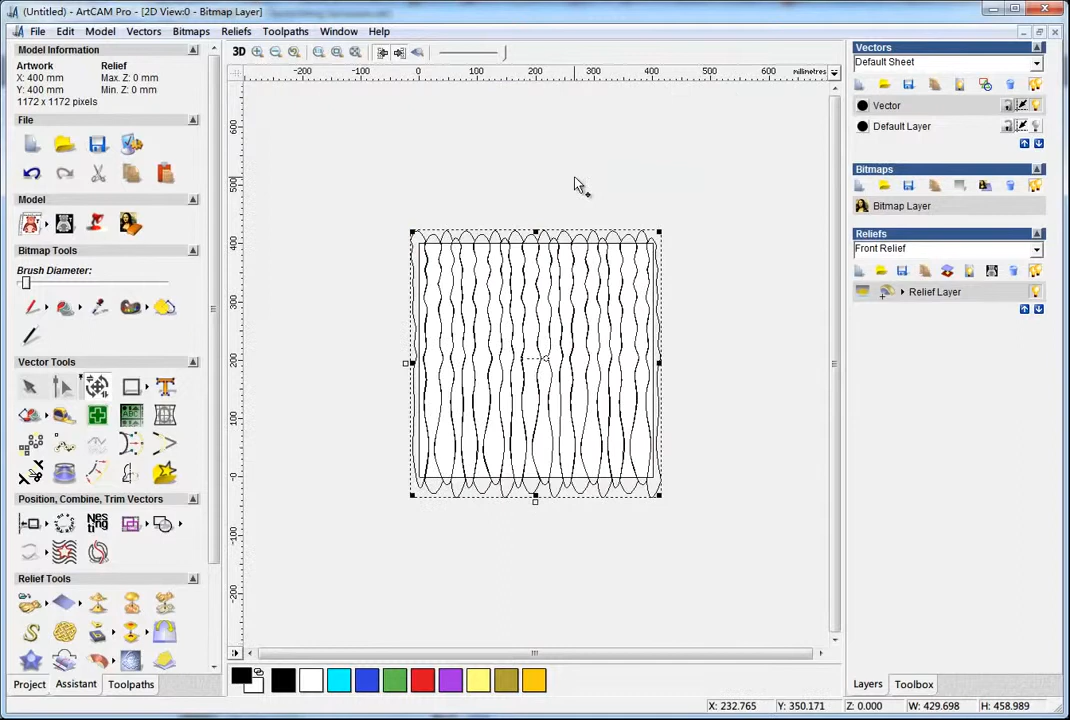 (Untitled) - ArtCAM Pro - [2D View:0 - Bitmap Layer]
File Edit Model Vectors Bitmaps Reliefs Toolpaths Window Help
Model Information
Artwork Relief
X: 400 mm Max. Z: 0 mm
Y: 400 mm Min. Z: 0 mm
1172 x 1172 pixels
File
Model
Bitmap Tools
Brush Diameter:
Vector Tools
ABC
Position, Combine, Trim Vectors
Nesting
Relief Tools
Project Assistant Toolpaths
3D
-200 -100 0 100 200 300 400 500 600 millimetres
600
500
400
300
200
100
-0
-100
-200
Vectors
Default Sheet
Vector
Default Layer
Bitmaps
Bitmap Layer
Reliefs
Front Relief
Relief Layer
Layers Toolbox
X: 232.765 Y: 350.171 Z: 0.000 W: 429.698 H: 458.989